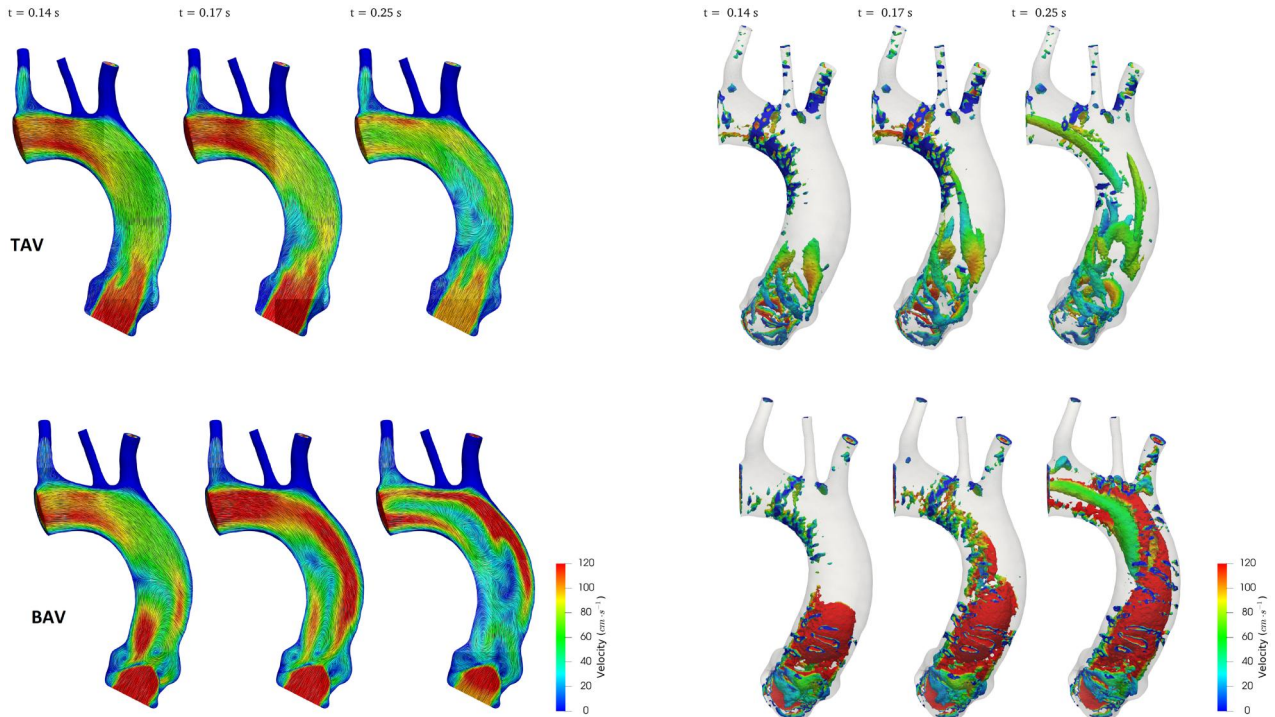 t = 0.14 s
t = 0.17 s
t = 0.25 s
t = 0.14 s
t = 0.17 s
t = 0.25 s
TAV
BAV
120
100
80
60
40
20
0
Velocity (cm·s⁻¹)
120
100
80
60
40
20
0
Velocity (cm·s⁻¹)